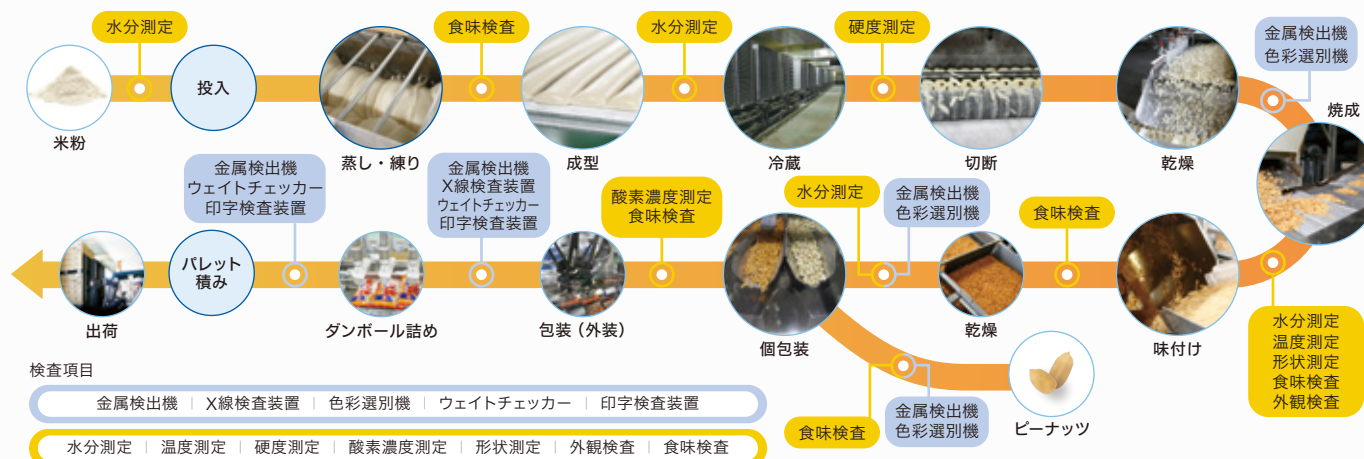 水分測定
食味検査
水分測定
硬度測定
金属検出機
色彩選別機
投入
米粉
蒸し・練り
成型
冷蔵
切断
乾燥
焼成
金属検出機
ウェイトチェッカー
印字検査装置
金属検出機
X線検査装置
ウェイトチェッカー
印字検査装置
酸素濃度測定
食味検査
水分測定
金属検出機
色彩選別機
食味検査
パレット
積み
出荷
ダンボール詰め
包装（外装）
個包装
乾燥
味付け
水分測定
温度測定
形状測定
食味検査
外観検査
食味検査
金属検出機
色彩選別機
ピーナッツ
検査項目
金属検出機 | X線検査装置 | 色彩選別機 | ウェイトチェッカー | 印字検査装置
水分測定 | 温度測定 | 硬度測定 | 酸素濃度測定 | 形状測定 | 外観検査 | 食味検査